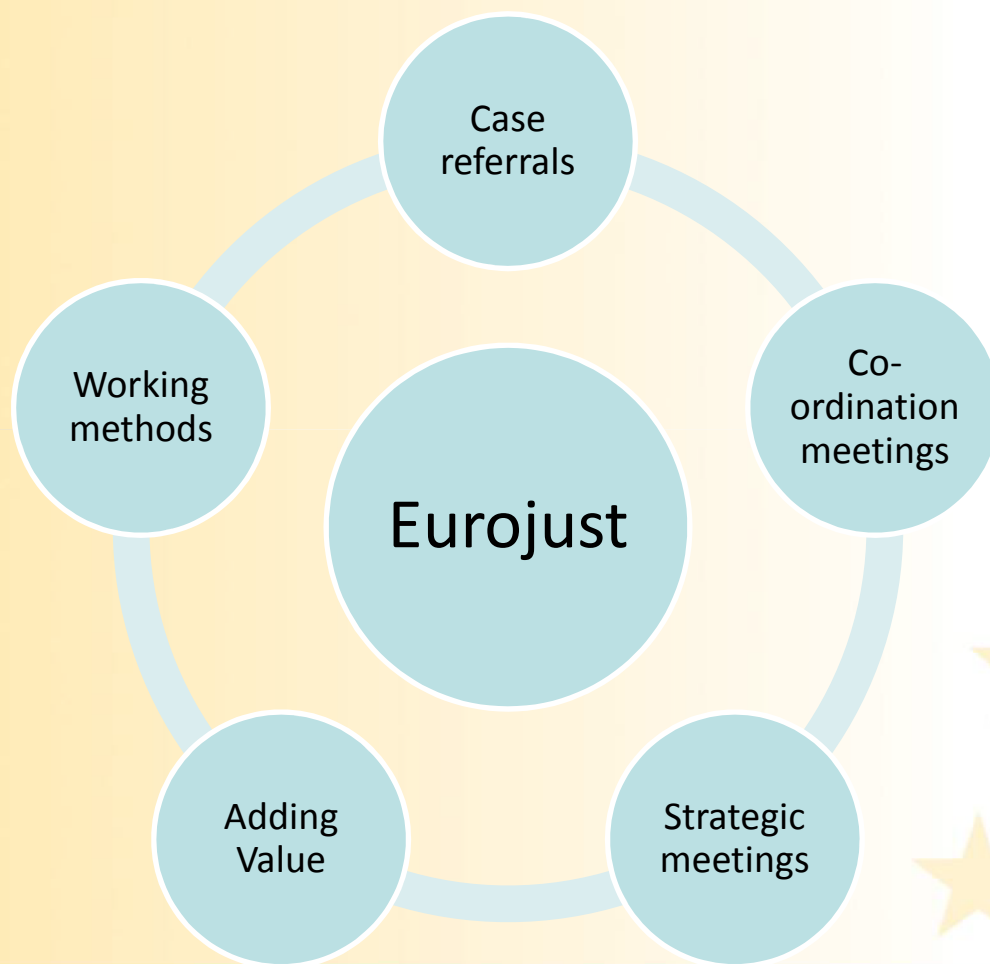 Case
referrals
Co-
ordination
meetings
Strategic
meetings
Adding
Value
Working
methods
Eurojust